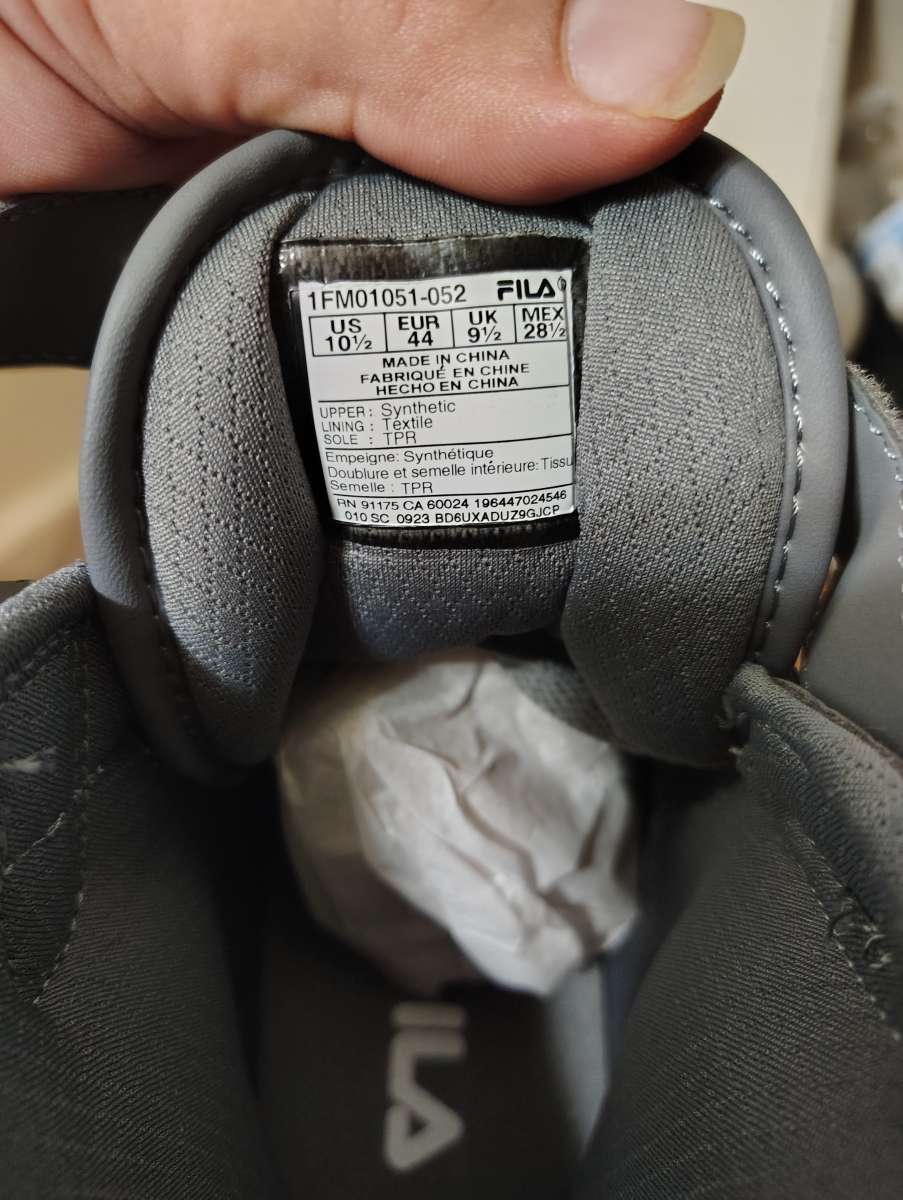 1FM01051-052 FILA
US EUR UK MEX
10½ 44 9½ 28½
MADE IN CHINA
FABRIQUÉ EN CHINE
HECHO EN CHINA
UPPER : Synthetic
LINING : Textile
SOLE : TPR
Empeigne: Synthétique
Doublure et semelle intérieure: Tissu
Semelle : TPR
RN 91175 CA 60024 196447024546
010 SC 0923 BD6UXADUZ9GJCP
ILA